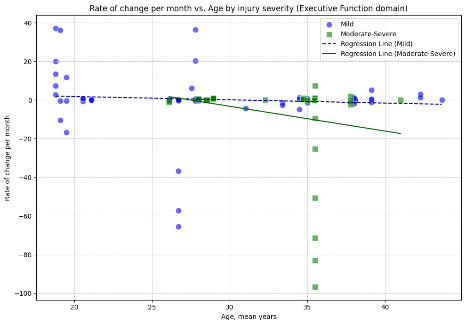 Rate of change per month vs. Age by injury severity (Executive Function domain)
Mild
Moderate-Severe
Regression Line (Mild)
Regression Line (Moderate-Severe)
Rate of change per month
40
20
0
−20
−40
−60
−80
−100
20
25
30
35
40
Age, mean years